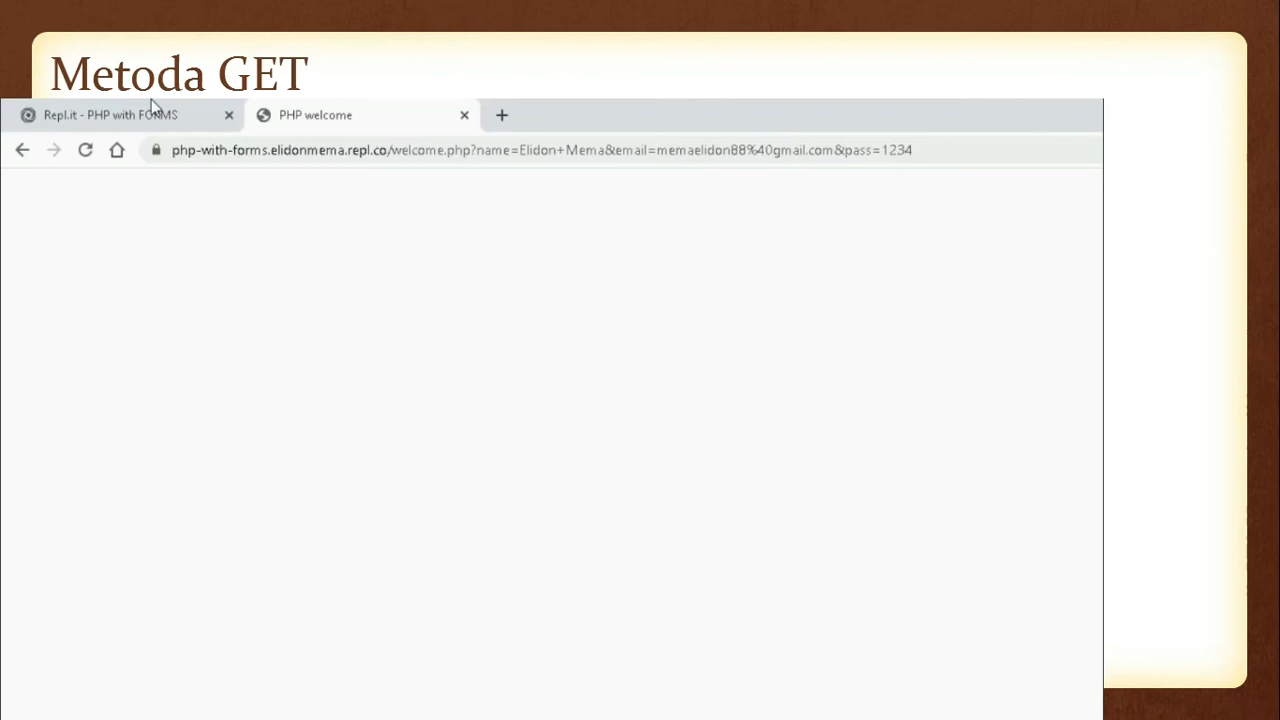 Metoda GET
Repl.it - PHP with FORMS
PHP welcome
php-with-forms.elidonmema.repl.co/welcome.php?name=Elidon+Mema&email=memaelidon88%40gmail.com&pass=1234